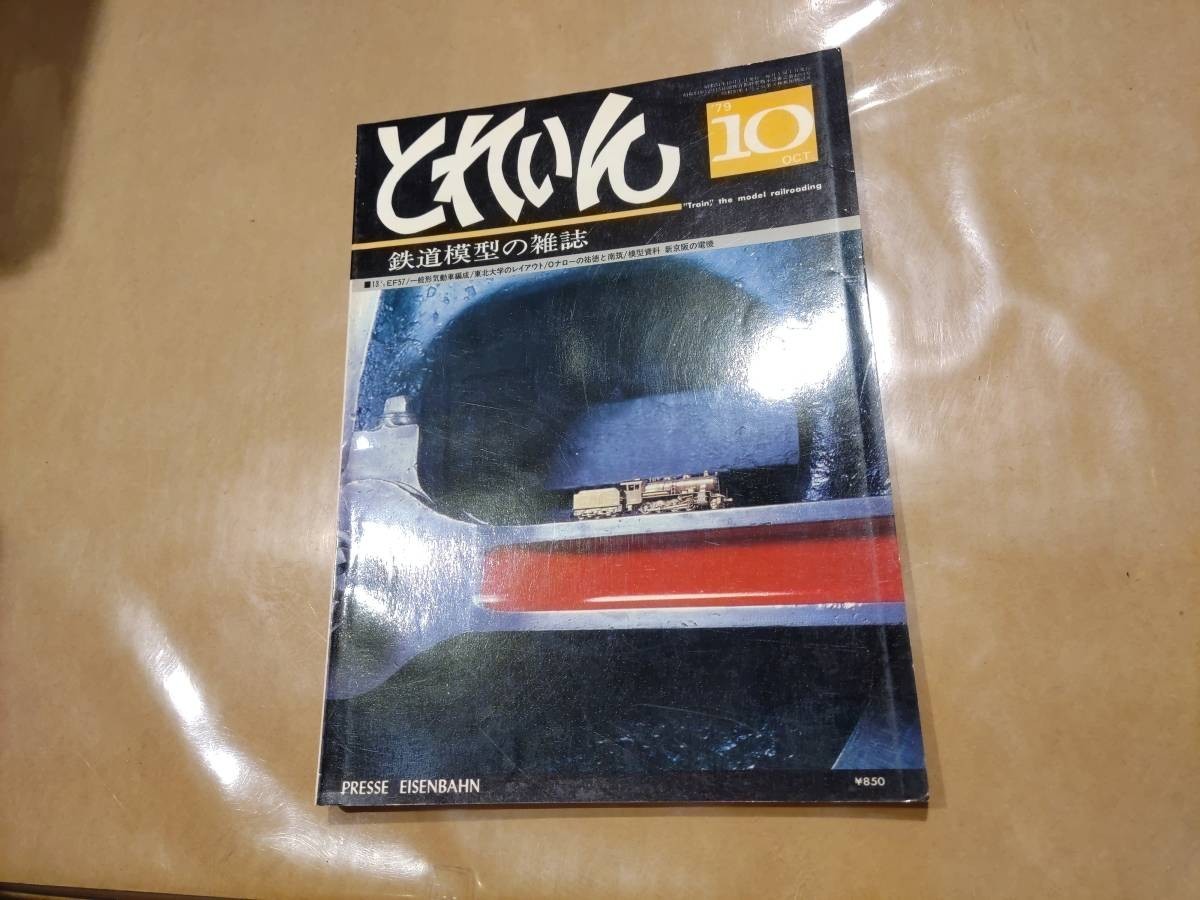 とれいん
'79
10
OCT
"Train," the model railroading
鉄道模型の雑誌
■13㍉EF57/一般形気動車編成/東北大学のレイアウト/Oナローの祐徳と南筑/模型資料 新京阪の電機
PRESSE EISENBAHN
¥850